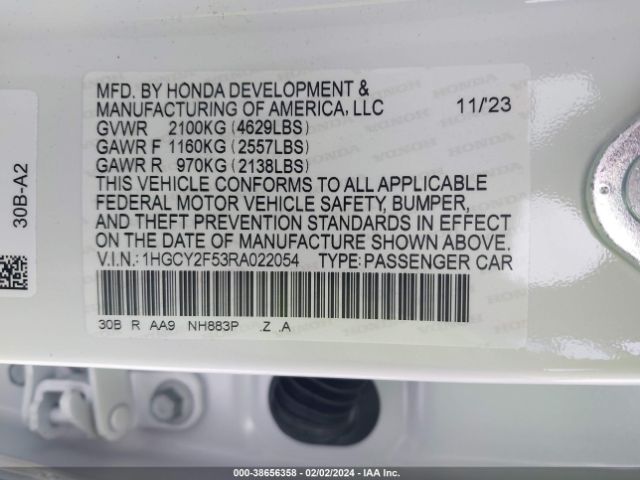 MFD. BY HONDA DEVELOPMENT &
MANUFACTURING OF AMERICA, LLC 11/'23
GVWR 2100KG (4629LBS)
GAWR F 1160KG (2557LBS)
GAWR R 970KG (2138LBS)
THIS VEHICLE CONFORMS TO ALL APPLICABLE
FEDERAL MOTOR VEHICLE SAFETY, BUMPER,
AND THEFT PREVENTION STANDARDS IN EFFECT
ON THE DATE OF MANUFACTURE SHOWN ABOVE.
V.I.N.: 1HGCY2F53RA022054 TYPE: PASSENGER CAR
30B R AA9 NH883P .Z .A
30B-A2
000-38656358 - 02/02/2024 - IAAI.COM